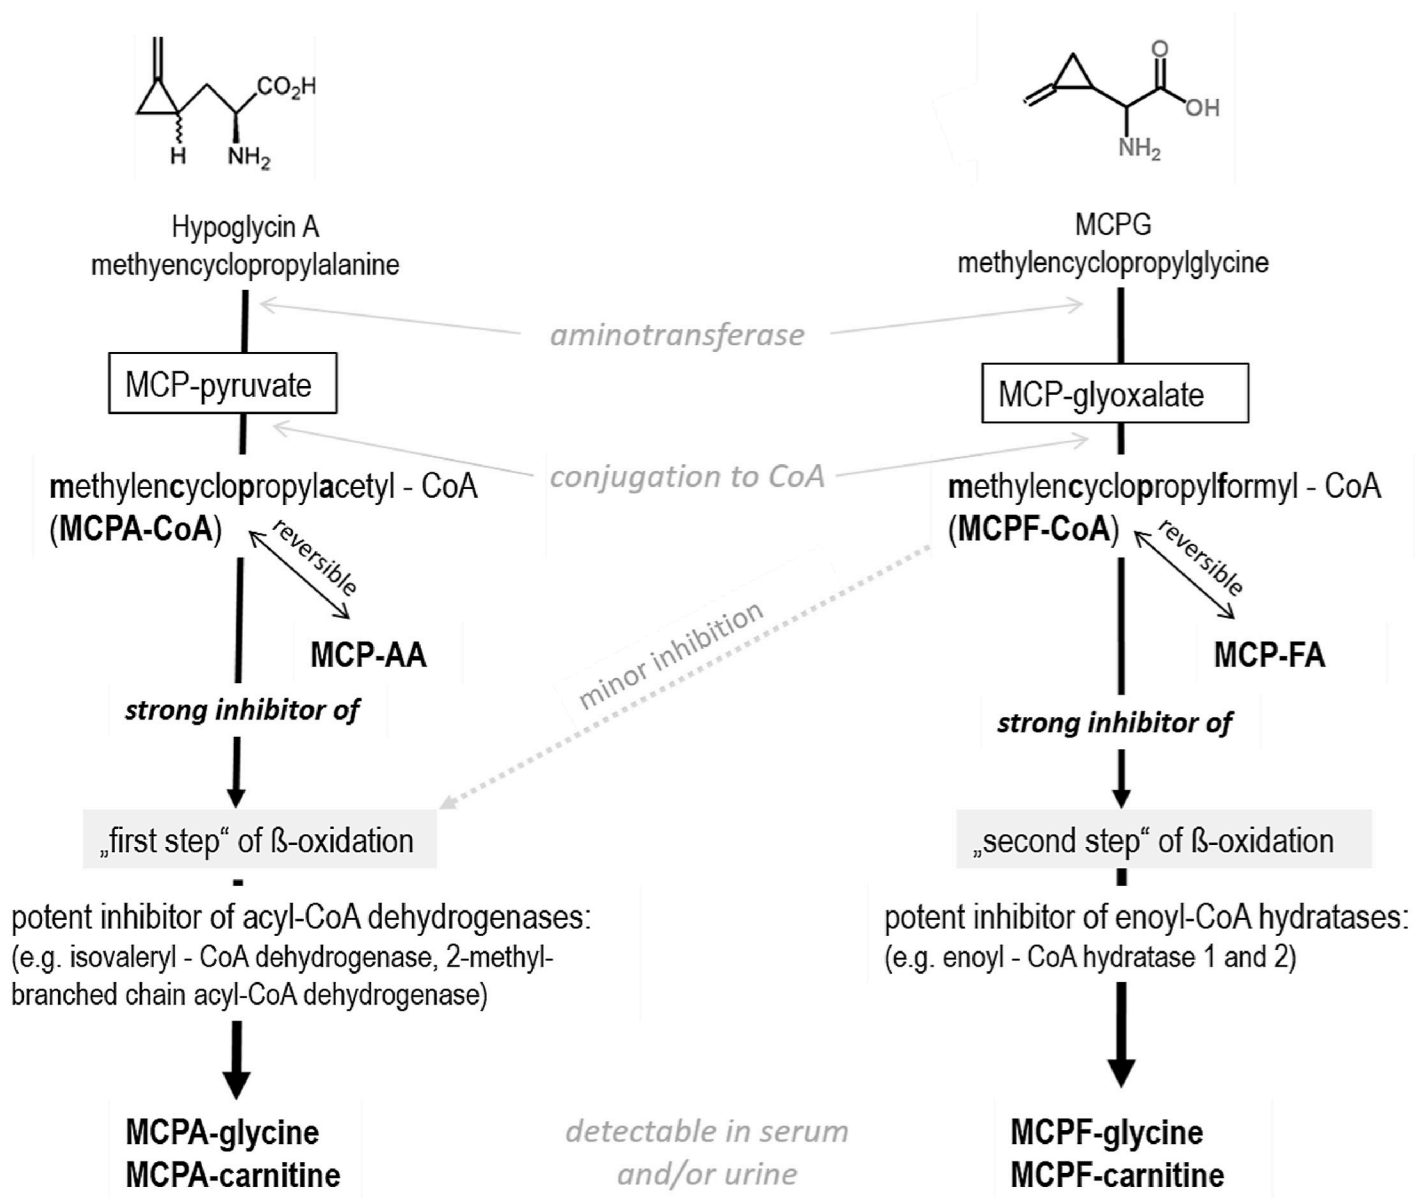 CO₂H
H
NH₂
O
OH
NH₂
Hypoglycin A
methyencyclopropylalanine
MCPG
methylencyclopropylglycine
aminotransferase
MCP-pyruvate
MCP-glyoxalate
conjugation to CoA
methylencyclopropylacetyl - CoA
(MCPA-CoA)
reversible
MCP-AA
methylencyclopropylformyl - CoA
(MCPF-CoA)
reversible
MCP-FA
minor inhibition
strong inhibitor of
strong inhibitor of
„first step“ of ß-oxidation
„second step“ of ß-oxidation
potent inhibitor of acyl-CoA dehydrogenases:
(e.g. isovaleryl - CoA dehydrogenase, 2-methyl-
branched chain acyl-CoA dehydrogenase)
potent inhibitor of enoyl-CoA hydratases:
(e.g. enoyl - CoA hydratase 1 and 2)
MCPA-glycine
MCPA-carnitine
detectable in serum
and/or urine
MCPF-glycine
MCPF-carnitine